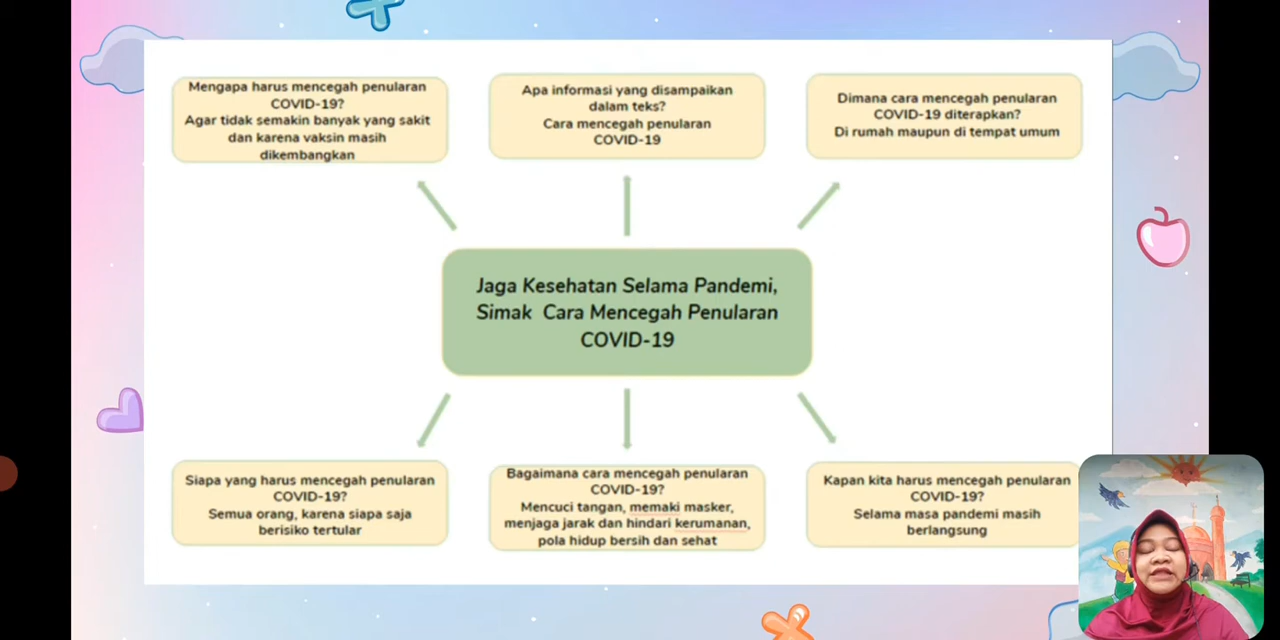 Mengapa harus mencegah penularan
COVID-19?
Agar tidak semakin banyak yang sakit
dan karena vaksin masih
dikembangkan
Apa informasi yang disampaikan
dalam teks?
Cara mencegah penularan
COVID-19
Dimana cara mencegah penularan
COVID-19 diterapkan?
Di rumah maupun di tempat umum
Jaga Kesehatan Selama Pandemi,
Simak Cara Mencegah Penularan
COVID-19
Siapa yang harus mencegah penularan
COVID-19?
Semua orang, karena siapa saja
berisiko tertular
Bagaimana cara mencegah penularan
COVID-19?
Mencuci tangan, memaki masker,
menjaga jarak dan hindari kerumanan,
pola hidup bersih dan sehat
Kapan kita harus mencegah penularan
COVID-19?
Selama masa pandemi masih
berlangsung